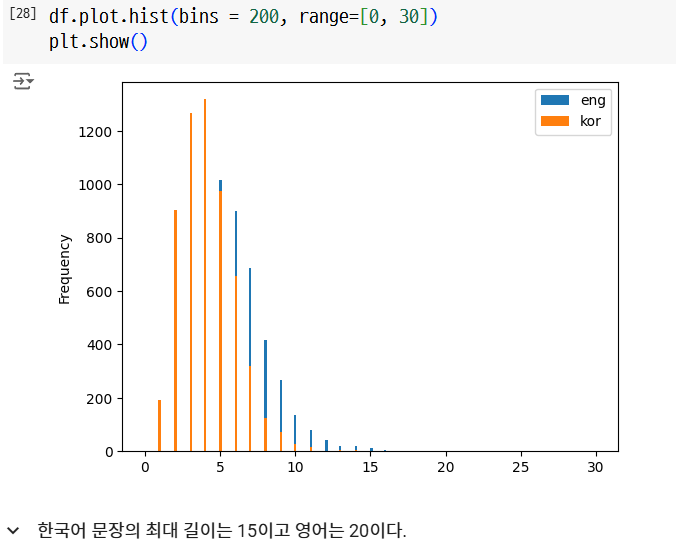 [28] df.plot.hist(bins = 200, range=[0, 30])
plt.show()
eng
kor
1200
1000
800
600
400
200
0
Frequency
0 5 10 15 20 25 30
한국어 문장의 최대 길이는 15이고 영어는 20이다.